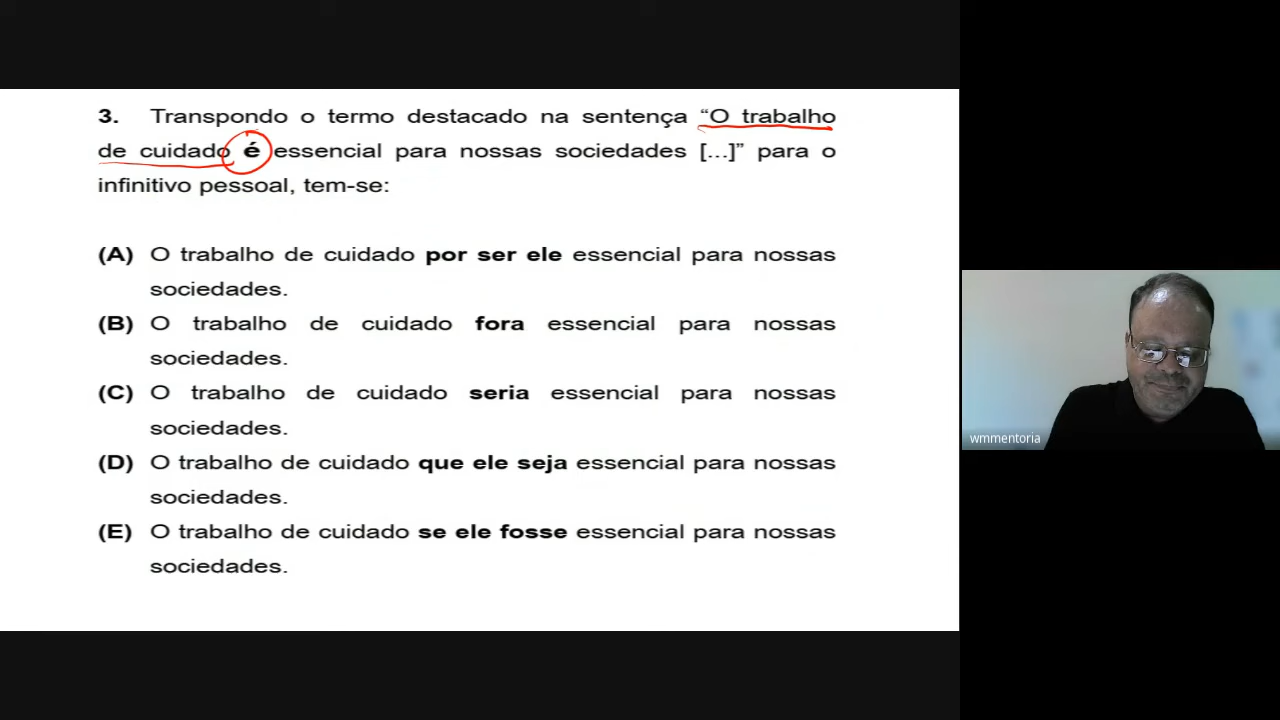 3. Transpondo o termo destacado na sentença “O trabalho
de cuidado é essencial para nossas sociedades [...]” para o
infinitivo pessoal, tem-se:
(A) O trabalho de cuidado por ser ele essencial para nossas
sociedades.
(B) O trabalho de cuidado fora essencial para nossas
sociedades.
(C) O trabalho de cuidado seria essencial para nossas
sociedades.
(D) O trabalho de cuidado que ele seja essencial para nossas
sociedades.
(E) O trabalho de cuidado se ele fosse essencial para nossas
sociedades.
wmmentoria